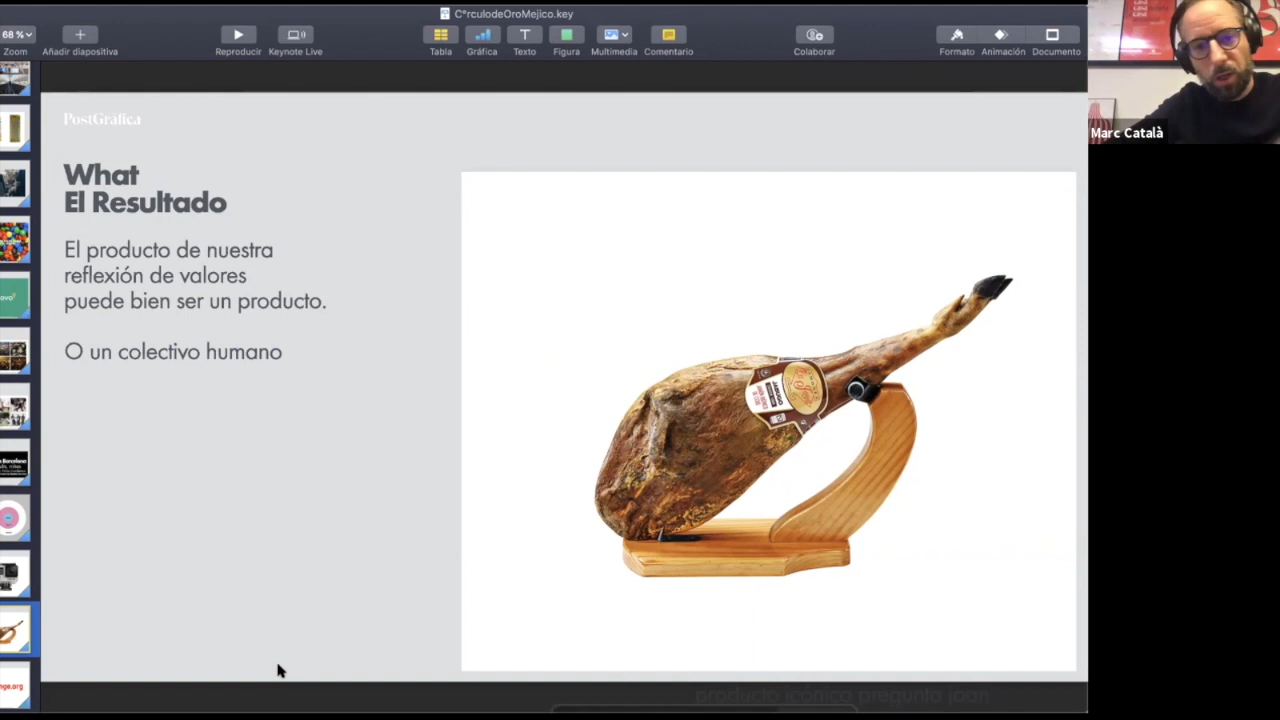 C°rculodeOroMejico.key
68 %
Zoom
Añadir diapositiva
Reproducir
Keynote Live
Tabla
Gráfica
Texto
Figura
Multimedia
Comentario
Colaborar
Formato
Animación
Documento
Marc Català
PostGráfica
What
El Resultado
El producto de nuestra
reflexión de valores
puede bien ser un producto.
O un colectivo humano
producto icónico pregunta joan